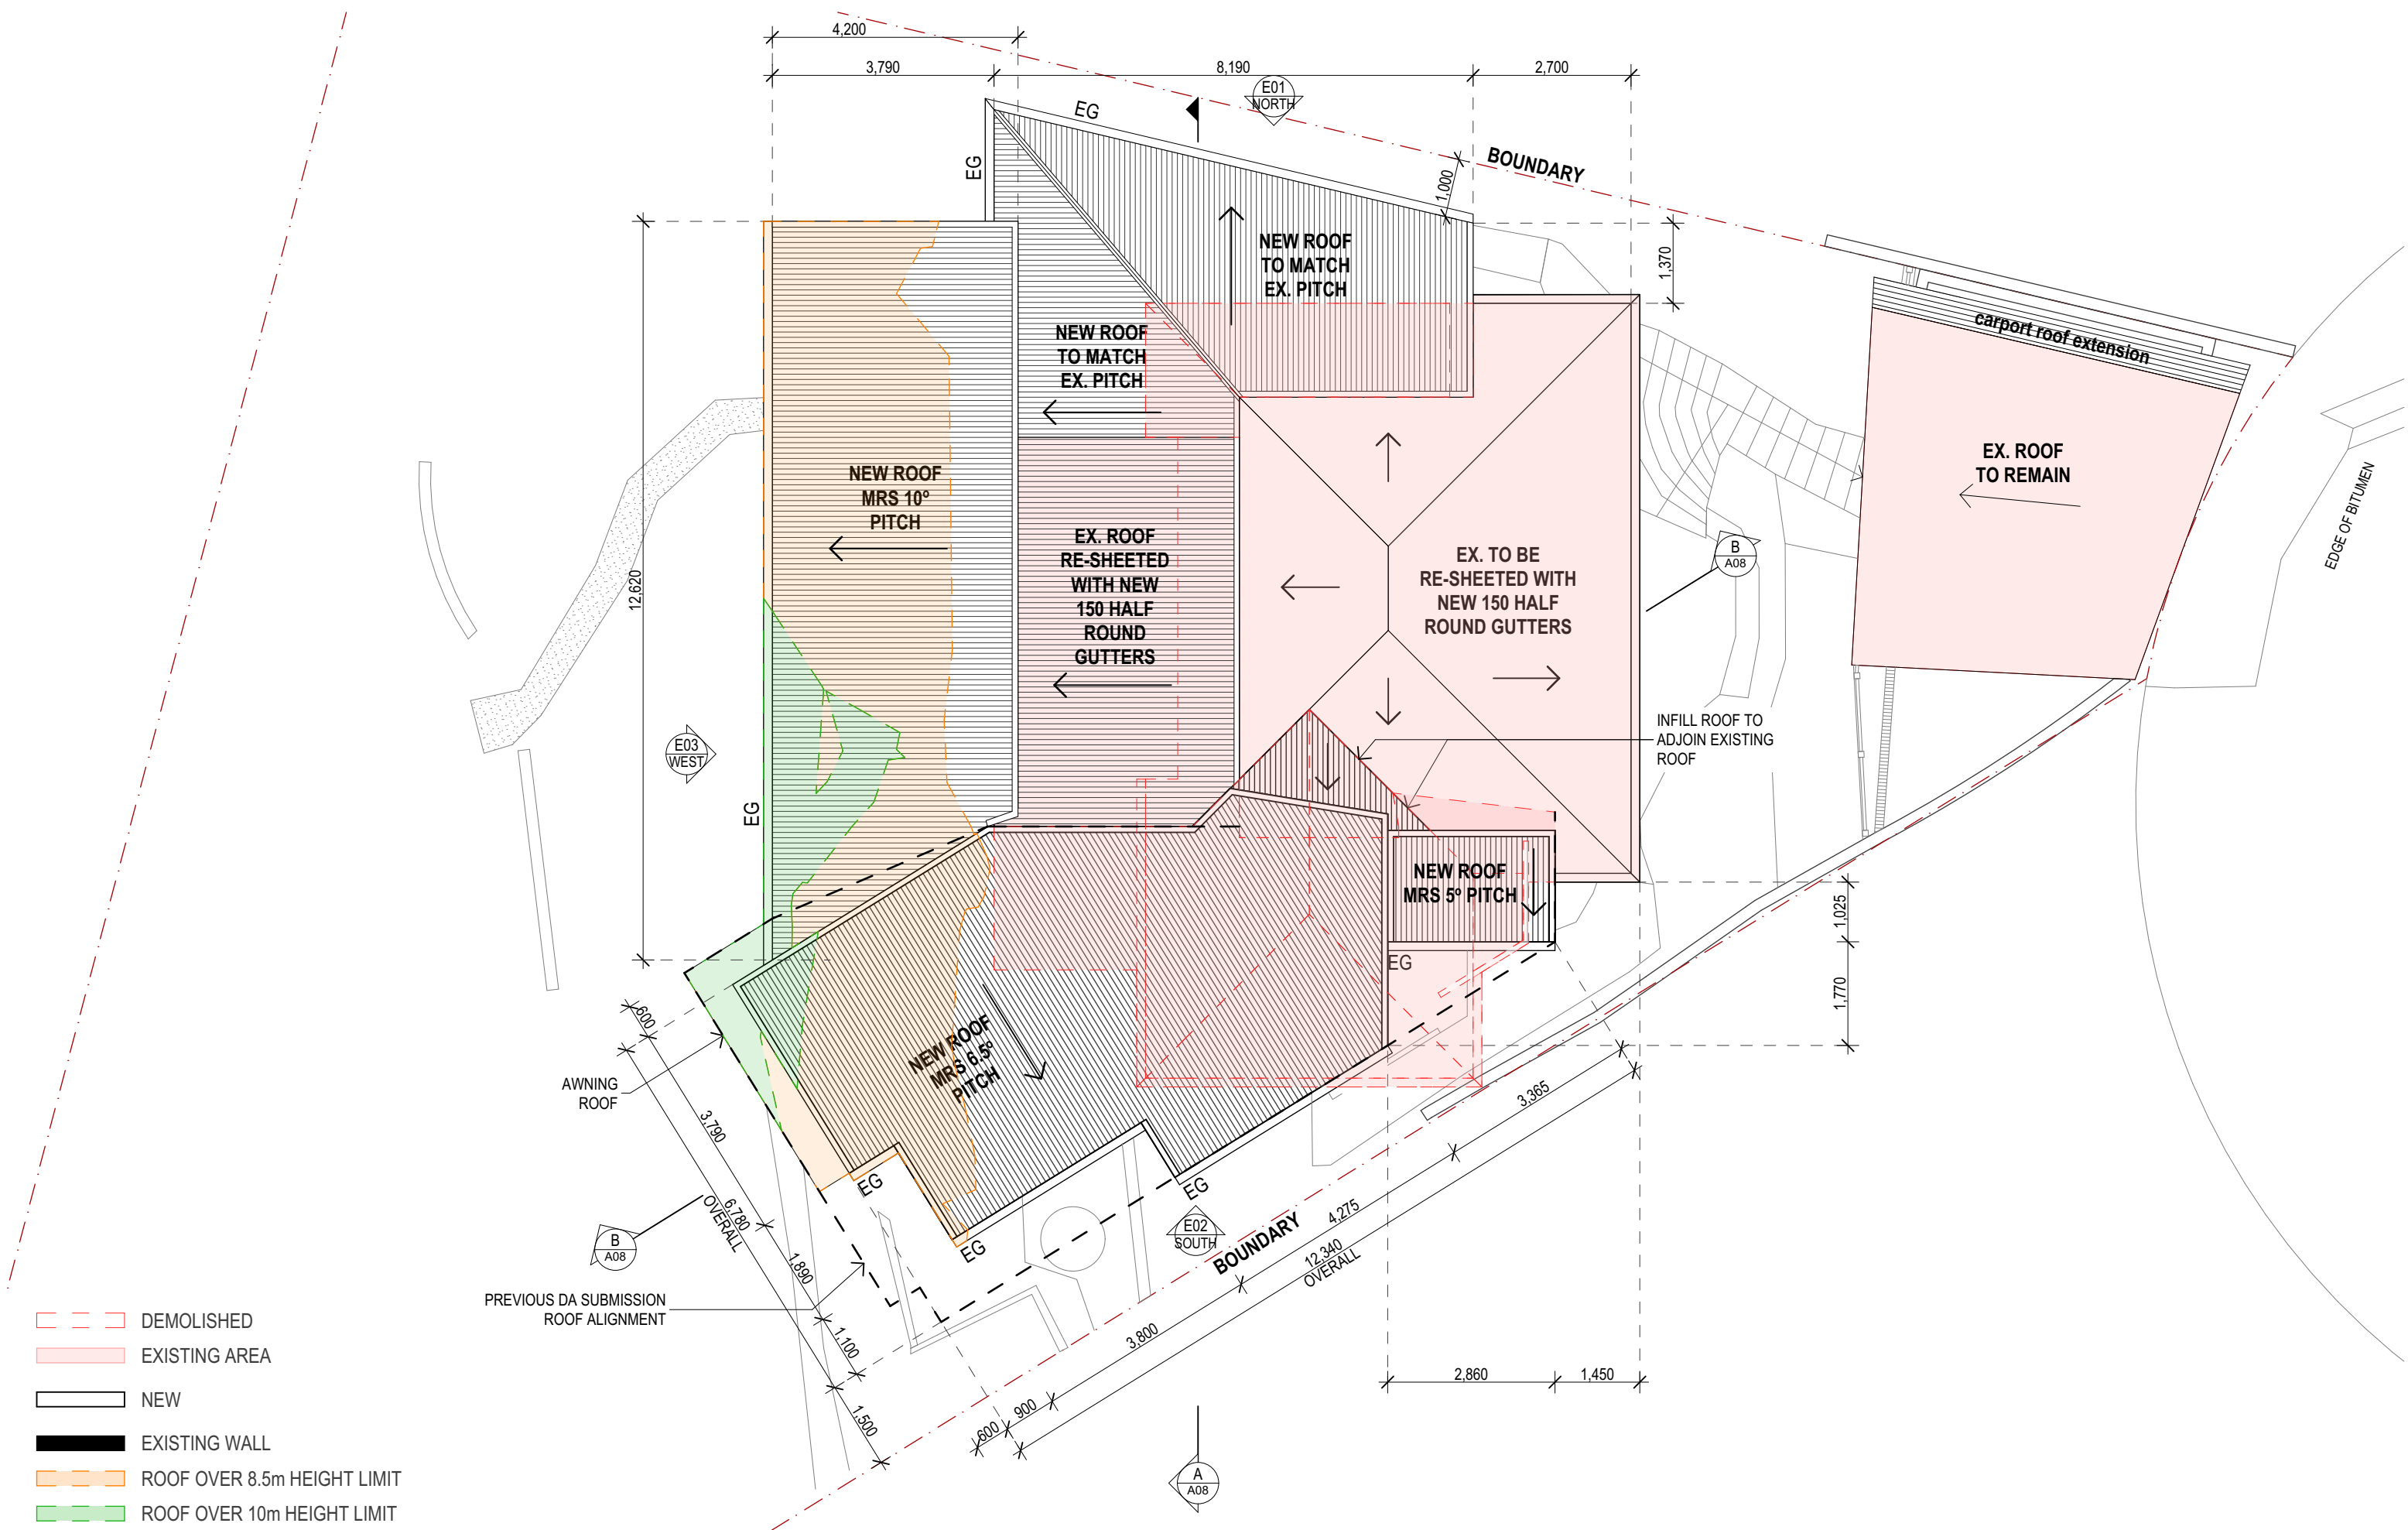 4,200
3,790
8,190
2,700
E01
NORTH
EG
EG
BOUNDARY
1,000
1,370
NEW ROOF
TO MATCH
EX. PITCH
NEW ROOF
TO MATCH
EX. PITCH
carport roof extension
EX. ROOF
TO REMAIN
EDGE OF BITUMEN
NEW ROOF
MRS 10º
PITCH
12,620
EX. ROOF
RE-SHEETED
WITH NEW
150 HALF
ROUND
GUTTERS
EX. TO BE
RE-SHEETED WITH
NEW 150 HALF
ROUND GUTTERS
B
A08
INFILL ROOF TO
ADJOIN EXISTING
ROOF
E03
WEST
EG
NEW ROOF
MRS 5º PITCH
EG
1,025
1,770
600
NEW ROOF
MRS 6.5º
PITCH
AWNING
ROOF
3,790
6,780
OVERALL
1,890
1,100
1,500
EG
EG
EG
E02
SOUTH
BOUNDARY
3,365
4,275
12,340
OVERALL
3,800
900
600
2,860
1,450
B
A08
PREVIOUS DA SUBMISSION
ROOF ALIGNMENT
A
A08
DEMOLISHED
EXISTING AREA
NEW
EXISTING WALL
ROOF OVER 8.5m HEIGHT LIMIT
ROOF OVER 10m HEIGHT LIMIT